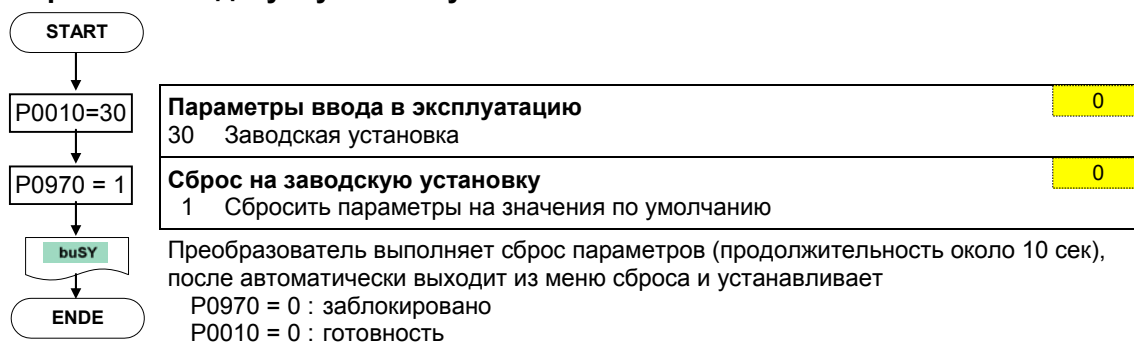 START
P0010=30
Параметры ввода в эксплуатацию
0
30 Заводская установка
P0970 = 1
Сброс на заводскую установку
0
1 Сбросить параметры на значения по умолчанию
buSY
Преобразователь выполняет сброс параметров (продолжительность около 10 сек),
после автоматически выходит из меню сброса и устанавливает
P0970 = 0 : заблокировано
P0010 = 0 : готовность
ENDE